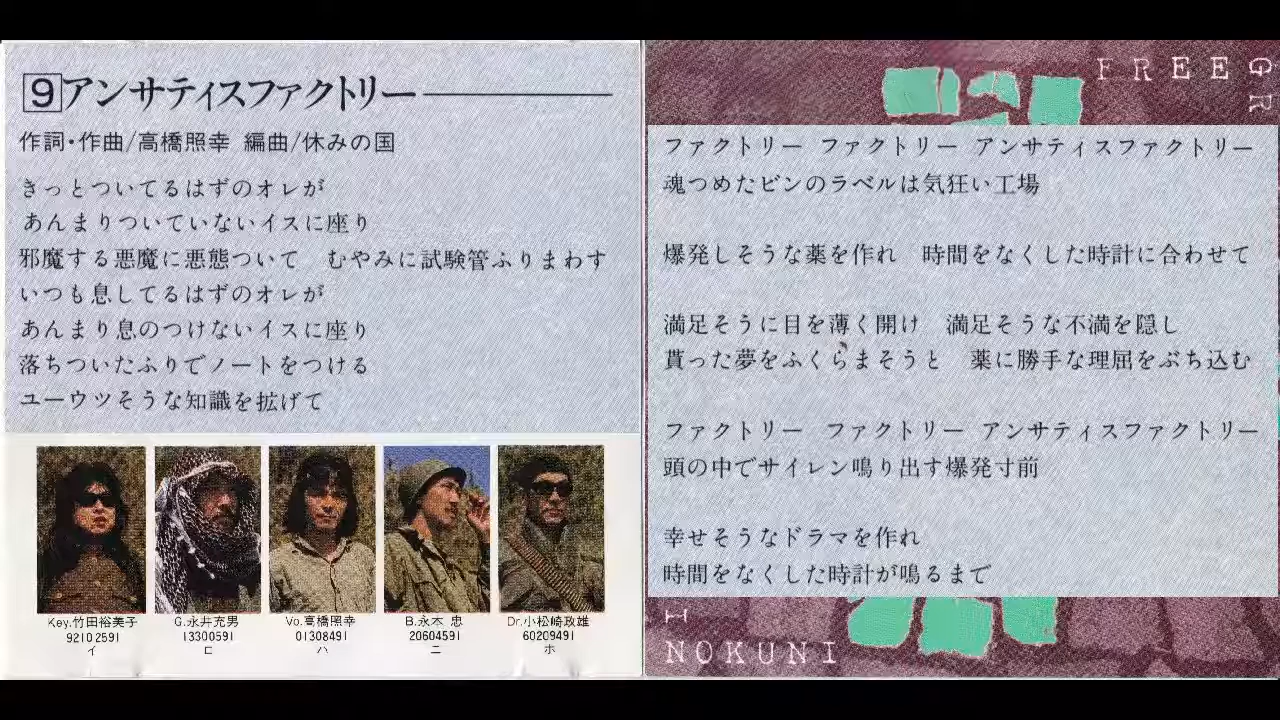 9 アンサティスファクトリー
作詞・作曲/高橋照幸 編曲/休みの国
きっとついてるはずのオレが
あんまりついていないイスに座り
邪魔する悪魔に悪態ついて　むやみに試験管ふりまわす
いつも息してるはずのオレが
あんまり息のつけないイスに座り
落ちついたふりでノートをつける
ユーウツそうな知識を拡げて
Key.竹田裕美子
92102591
イ
G.永井充男
13300591
ロ
Vo.高橋照幸
01308491
ハ
B.永本 忠
20604591
ニ
Dr.小松崎政雄
60209491
ホ
FREE
GR
ファクトリー　ファクトリー　アンサティスファクトリー
魂つめたビンのラベルは気狂い工場
爆発しそうな薬を作れ　時間をなくした時計に合わせて
満足そうに目を薄く開け　満足そうな不満を隠し
貰った夢をふくらまそうと　薬に勝手な理屈をぶち込む
ファクトリー　ファクトリー　アンサティスファクトリー
頭の中でサイレン鳴り出す爆発寸前
幸せそうなドラマを作れ
時間をなくした時計が鳴るまで
I
NOKUNI